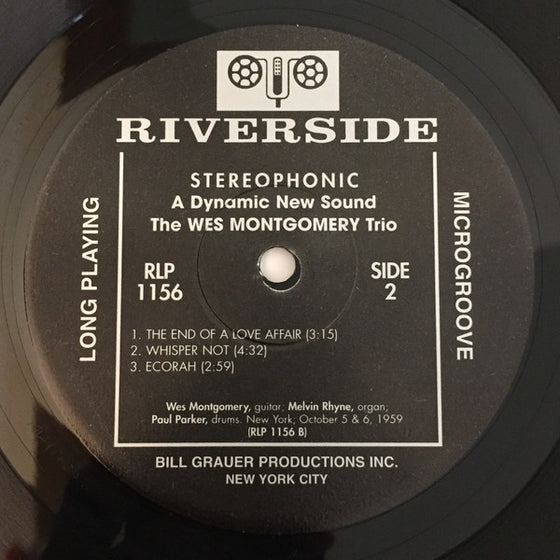 RIVERSIDE
STEREOPHONIC
A Dynamic New Sound
The WES MONTGOMERY Trio
LONG PLAYING
MICROGROOVE
RLP
1156
SIDE
2
1. THE END OF A LOVE AFFAIR (3:15)
2. WHISPER NOT (4:32)
3. ECORAH (2:59)
Wes Montgomery, guitar; Melvin Rhyne, organ;
Paul Parker, drums. New York; October 5 & 6, 1959
(RLP 1156 B)
BILL GRAUER PRODUCTIONS INC.
NEW YORK CITY